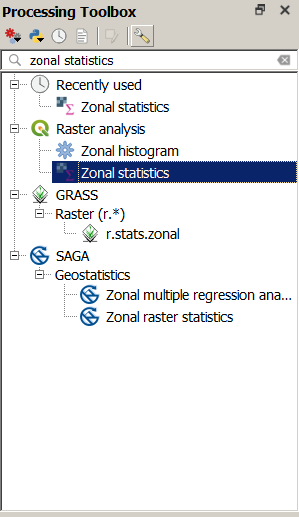 Processing Toolbox
zonal statistics
Recently used
Zonal statistics
Raster analysis
Zonal histogram
Zonal statistics
GRASS
Raster (r.*)
r.stats.zonal
SAGA
Geostatistics
Zonal multiple regression ana...
Zonal raster statistics